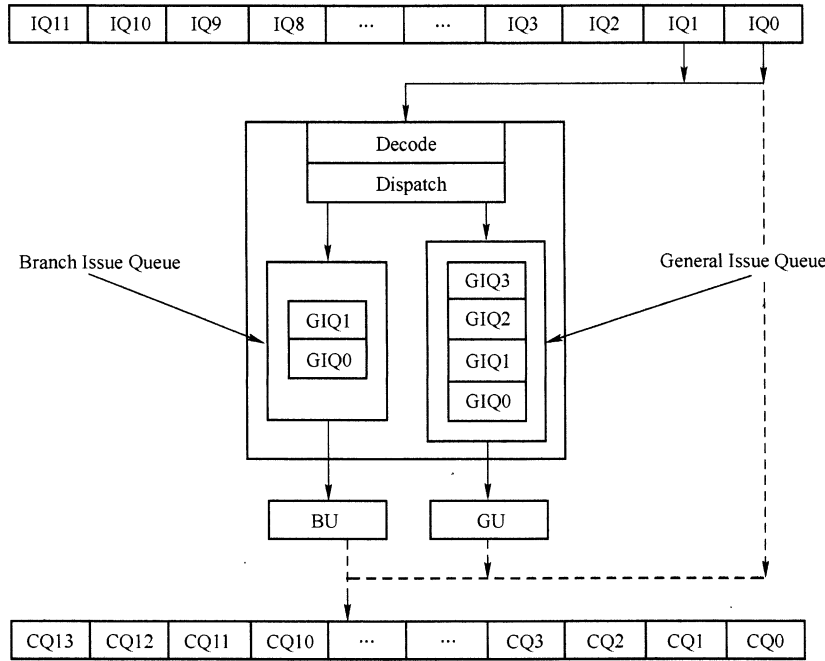 IQ11 IQ10 IQ9 IQ8 ... ... IQ3 IQ2 IQ1 IQ0
Decode
Dispatch
Branch Issue Queue
General Issue Queue
GIQ1
GIQ0
GIQ3
GIQ2
GIQ1
GIQ0
BU
GU
CQ13 CQ12 CQ11 CQ10 ... ... CQ3 CQ2 CQ1 CQ0